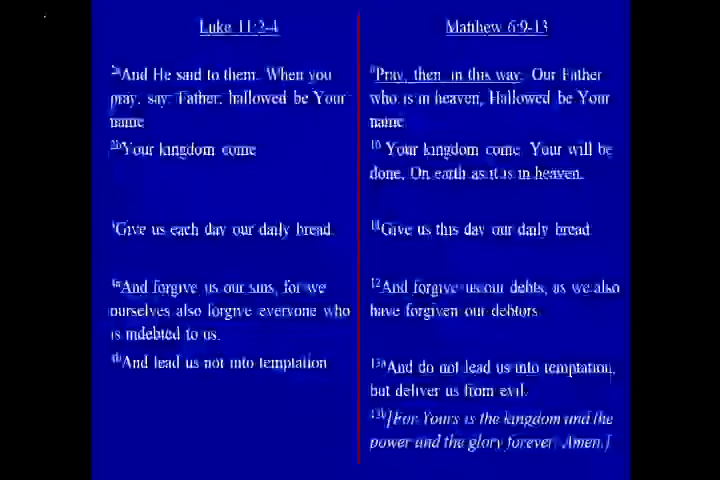 Luke 11:2-4
2aAnd He said to them. When you
pray, say: Father, hallowed be Your
name
2bYour kingdom come
3Give us each day our daily bread.
4aAnd forgive us our sins, for we
ourselves also forgive everyone who
is indebted to us.
4bAnd lead us not into temptation
Matthew 6:9-13
9Pray, then, in this way: Our Father
who is in heaven, Hallowed be Your
name
10 Your kingdom come. Your will be
done, On earth as it is in heaven.
11Give us this day our daily bread
12And forgive us our debts, as we also
have forgiven our debtors
13aAnd do not lead us into temptation,
but deliver us from evil.
13b[For Yours is the kingdom and the
power and the glory forever. Amen.]